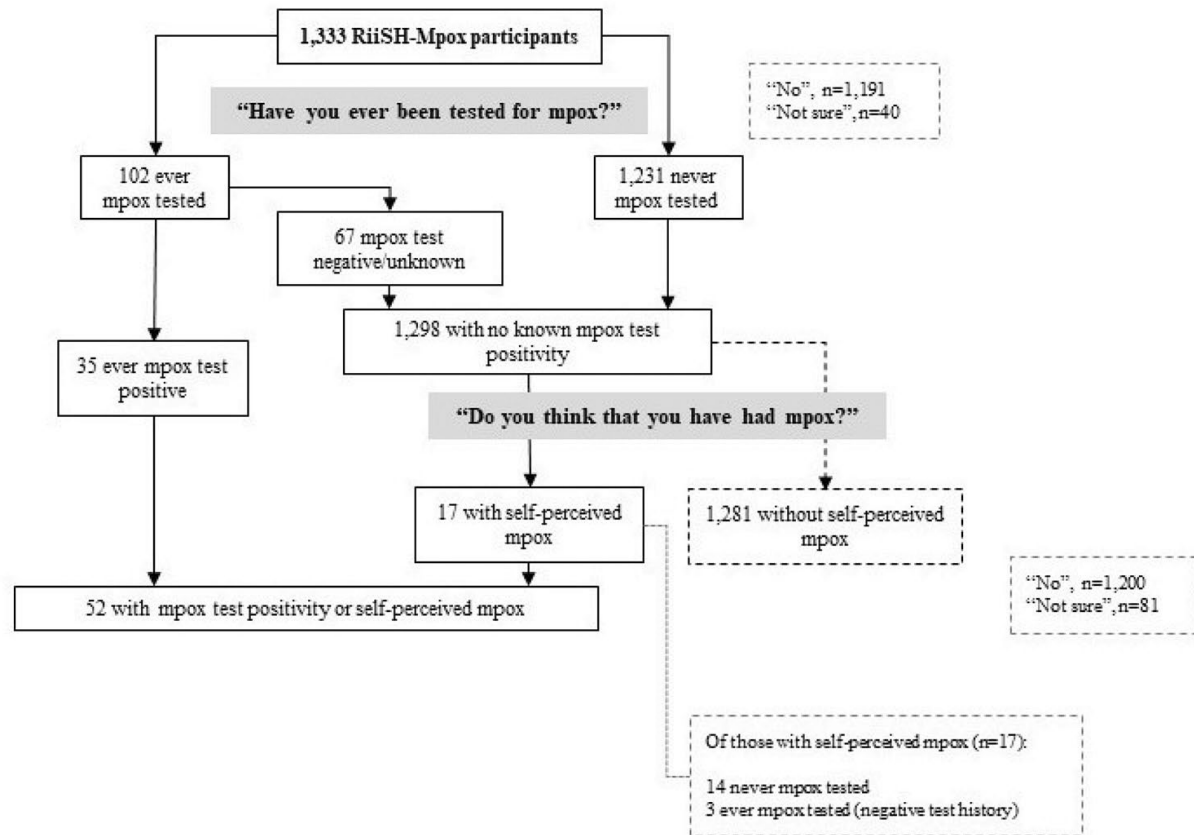 1,333 RiiSH-Mpox participants
“No”, n=1,191
“Not sure”, n=40
“Have you ever been tested for mpox?”
102 ever
mpox tested
1,231 never
mpox tested
67 mpox test
negative/unknown
1,298 with no known mpox test
positivity
35 ever mpox test
positive
“Do you think that you have had mpox?”
17 with self-perceived
mpox
1,281 without self-perceived
mpox
“No”, n=1,200
“Not sure”, n=81
52 with mpox test positivity or self-perceived mpox
Of those with self-perceived mpox (n=17):
14 never mpox tested
3 ever mpox tested (negative test history)